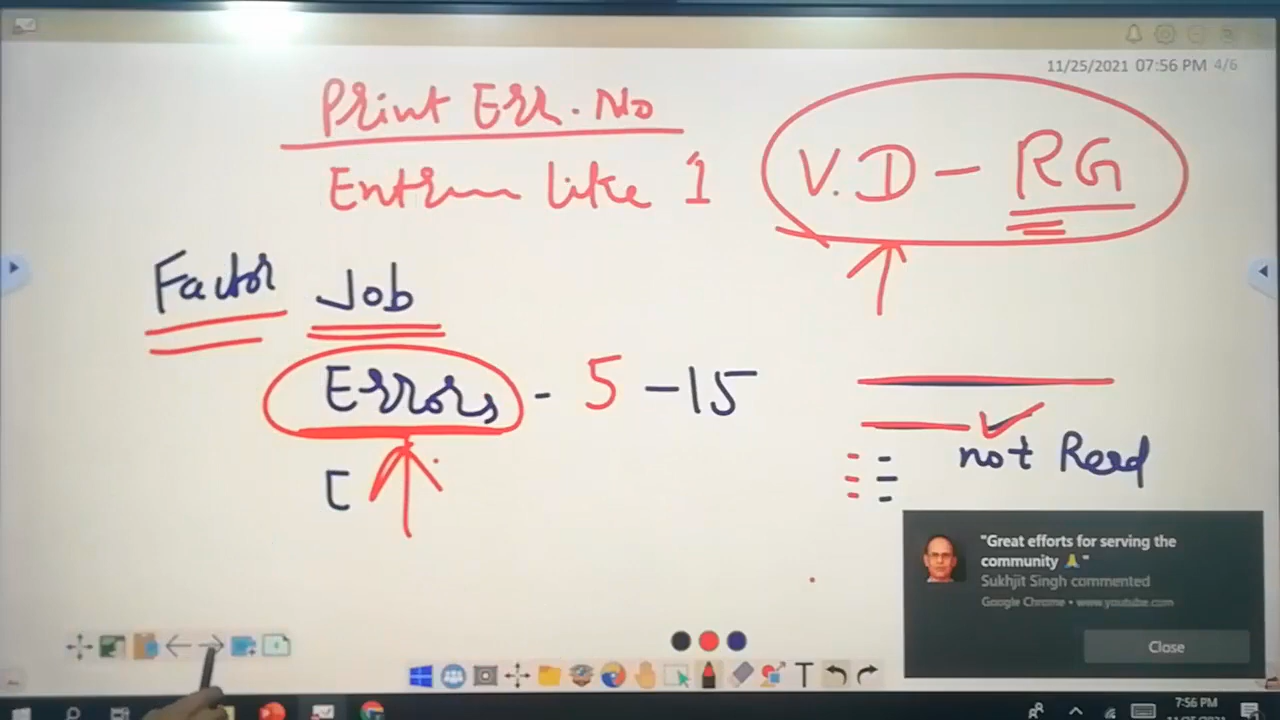 11/25/2021 07:56 PM 4/6
Print Err. No
Entrum like 1
V.D - RG
Factor Job
Errors - 5 - 15
E
not Read
"Great efforts for serving the
community 🙏"
Sukhjit Singh commented
Google Chrome • www.youtube.com
Close
T
7:56 PM